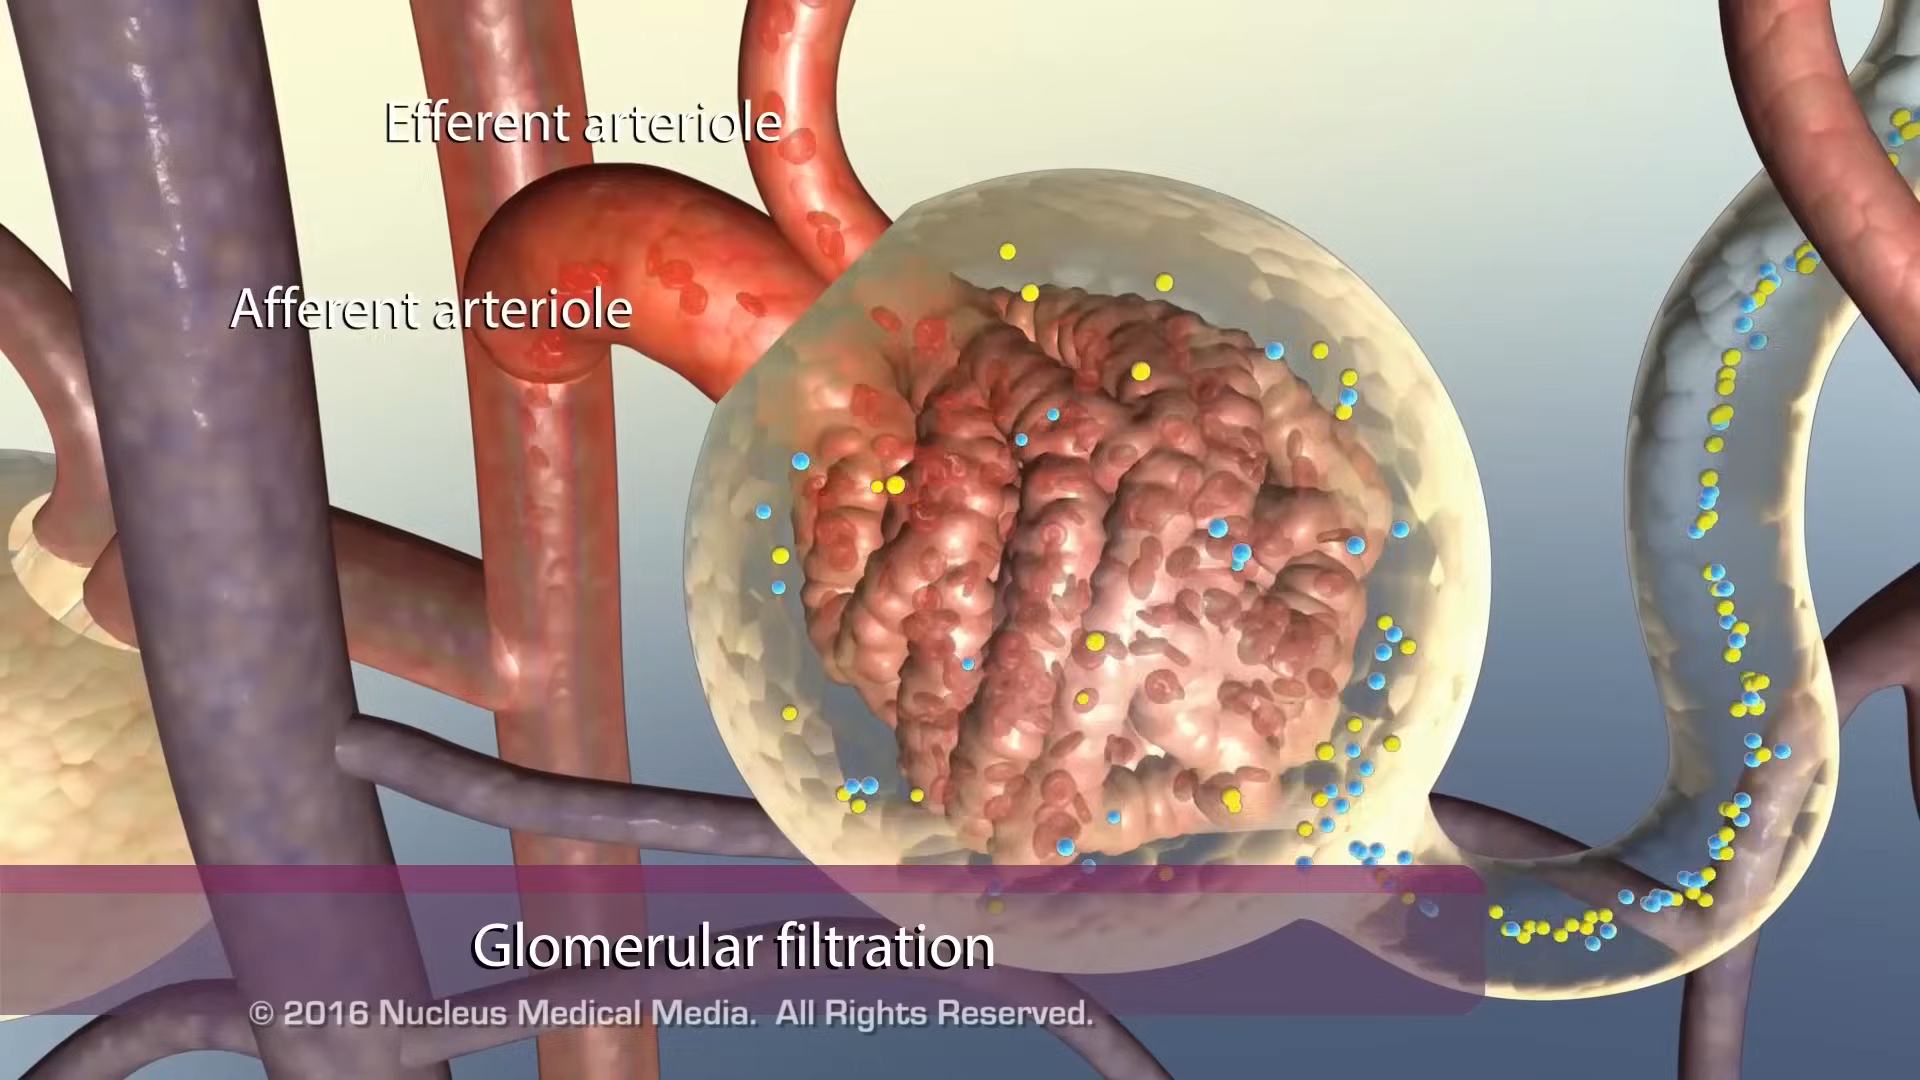 Efferent arteriole
Afferent arteriole
Glomerular filtration
© 2016 Nucleus Medical Media. All Rights Reserved.